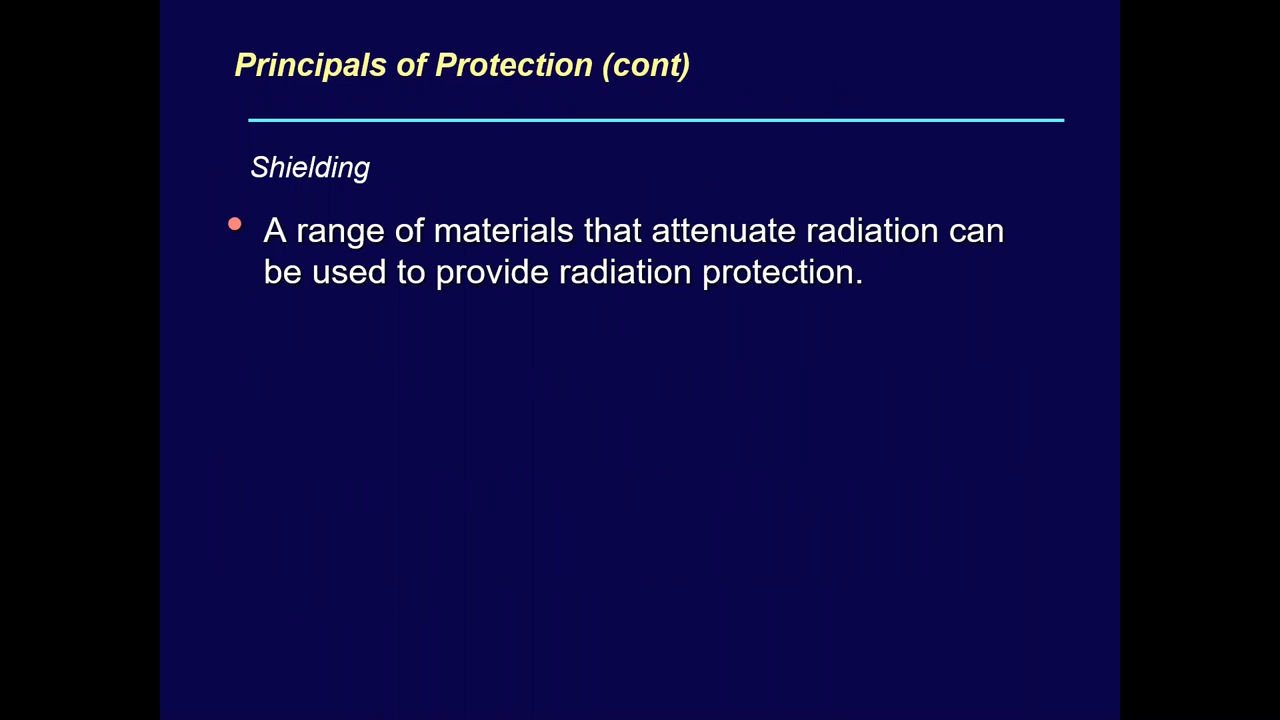 Principals of Protection (cont)
Shielding
• A range of materials that attenuate radiation can
be used to provide radiation protection.